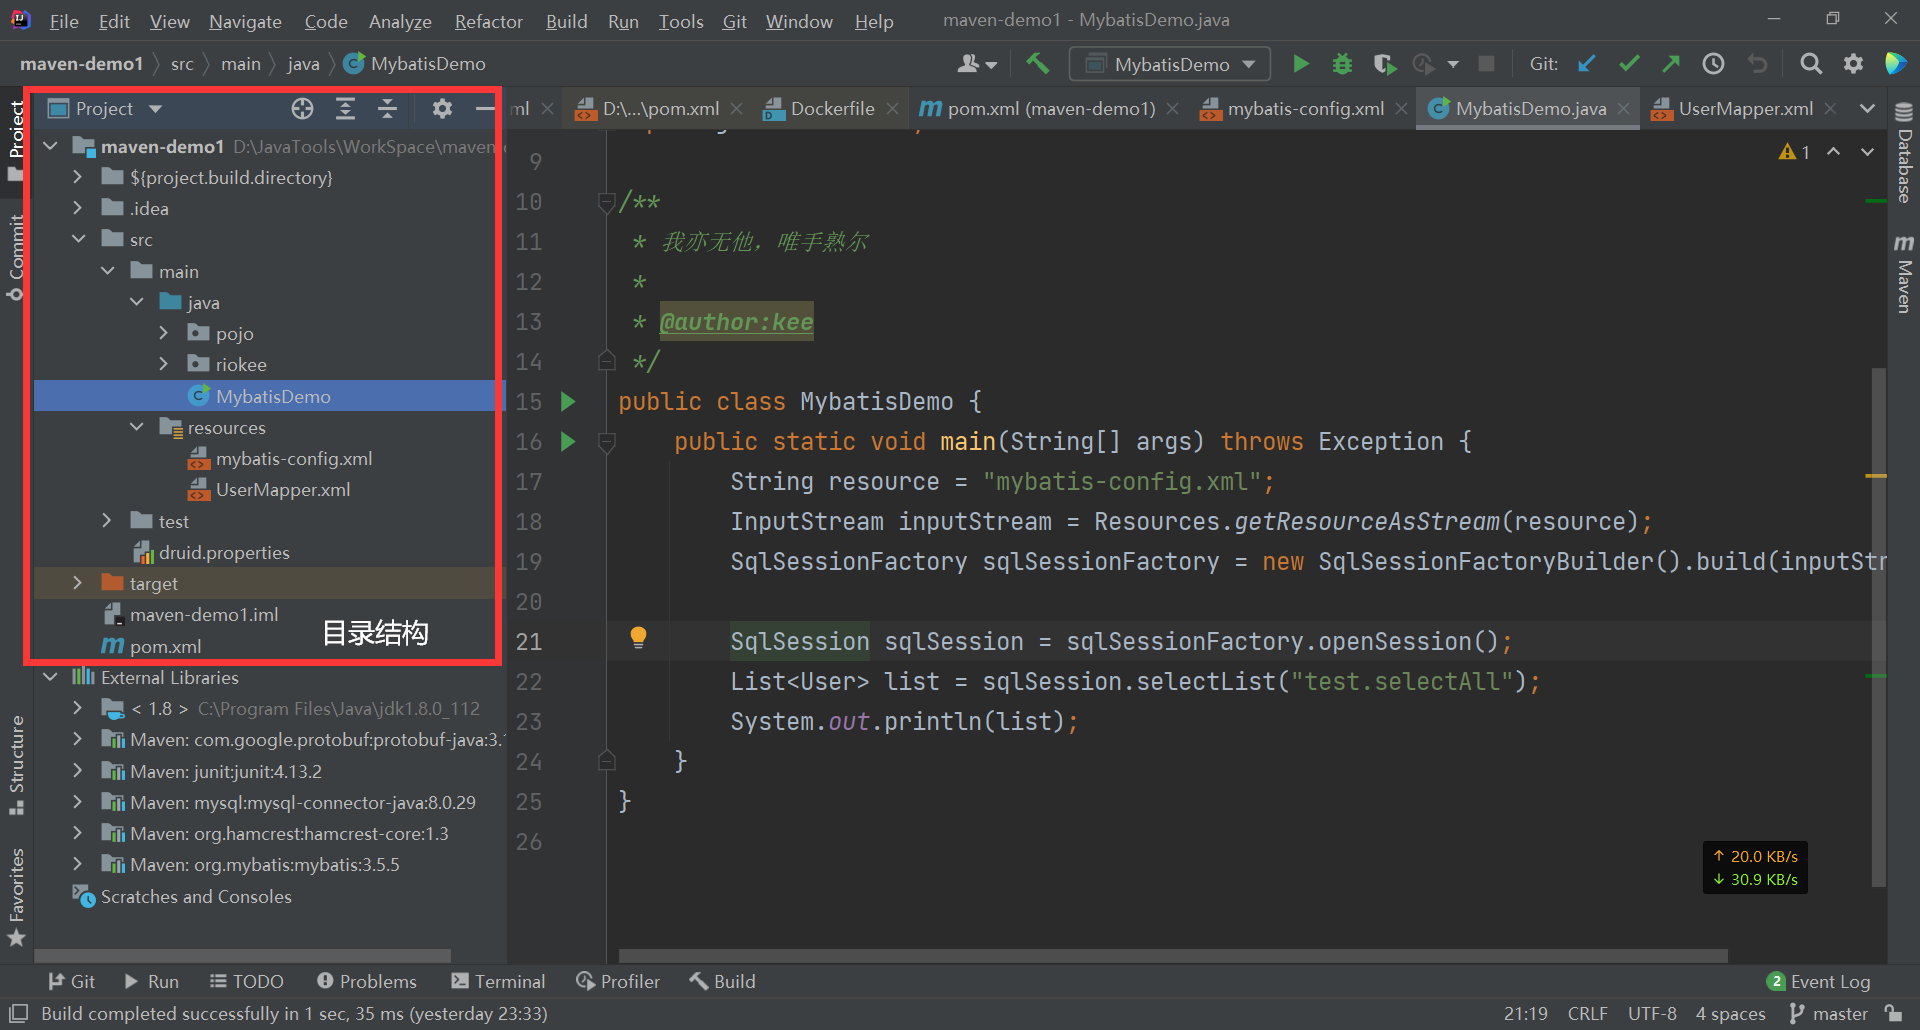 File Edit View Navigate Code Analyze Refactor Build Run Tools Git Window Help maven-demo1 - MybatisDemo.java
maven-demo1 src main java MybatisDemo
MybatisDemo
Git:
Project
ml
D:\...\pom.xml
Dockerfile
pom.xml (maven-demo1)
mybatis-config.xml
MybatisDemo.java
UserMapper.xml
Project
Commit
Structure
Favorites
Database
Maven
maven-demo1 D:\JavaTools\WorkSpace\maven
${project.build.directory}
.idea
src
main
java
pojo
riokee
MybatisDemo
resources
mybatis-config.xml
UserMapper.xml
test
druid.properties
target
maven-demo1.iml
pom.xml
目录结构
External Libraries
< 1.8 > C:\Program Files\Java\jdk1.8.0_112
Maven: com.google.protobuf:protobuf-java:3.
Maven: junit:junit:4.13.2
Maven: mysql:mysql-connector-java:8.0.29
Maven: org.hamcrest:hamcrest-core:1.3
Maven: org.mybatis:mybatis:3.5.5
Scratches and Consoles
1
9
10 /**
11 * 我亦无他，唯手熟尔
12 *
13 * @author:kee
14 */
15 public class MybatisDemo {
16 public static void main(String[] args) throws Exception {
17 String resource = "mybatis-config.xml";
18 InputStream inputStream = Resources.getResourceAsStream(resource);
19 SqlSessionFactory sqlSessionFactory = new SqlSessionFactoryBuilder().build(inputStr
20
21 SqlSession sqlSession = sqlSessionFactory.openSession();
22 List<User> list = sqlSession.selectList("test.selectAll");
23 System.out.println(list);
24 }
25 }
26
↑ 20.0 KB/s
↓ 30.9 KB/s
Git Run TODO Problems Terminal Profiler Build 2 Event Log
Build completed successfully in 1 sec, 35 ms (yesterday 23:33) 21:19 CRLF UTF-8 4 spaces master